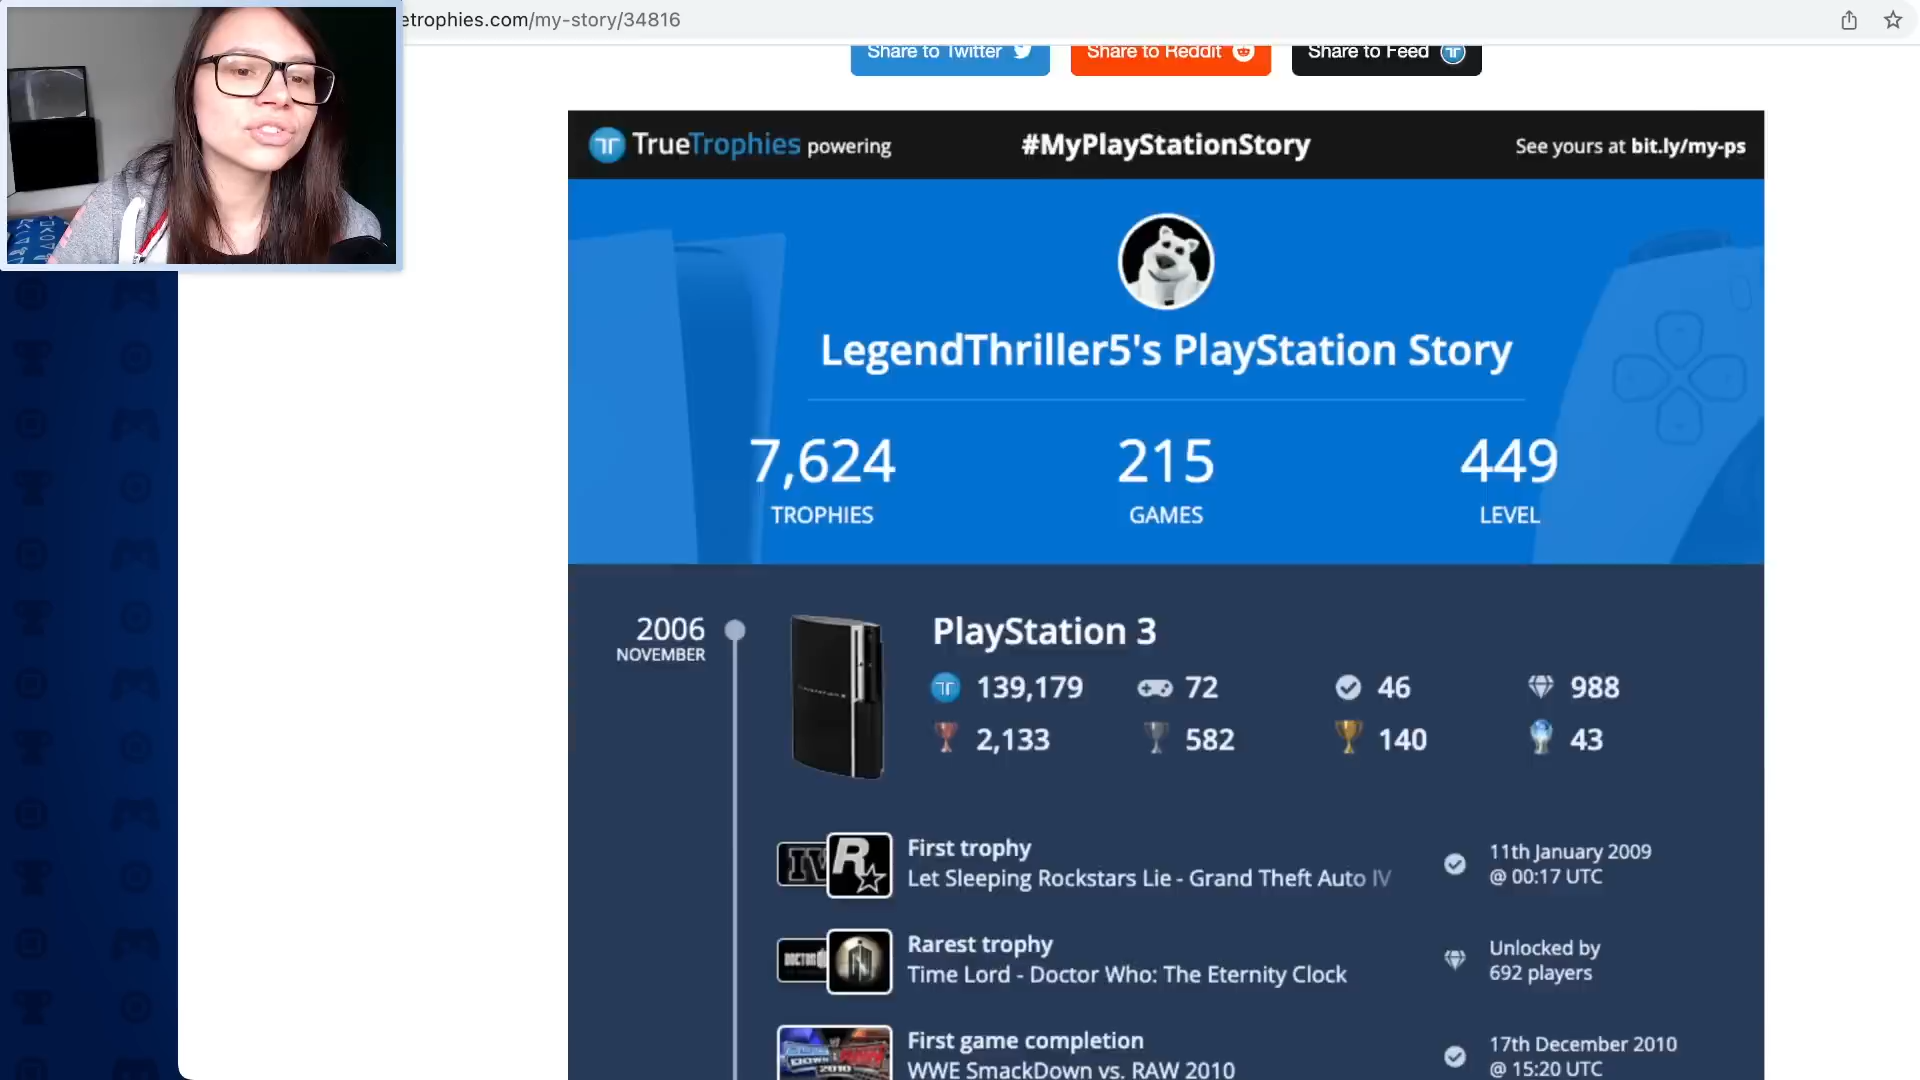 etrophies.com/my-story/34816
Share to Twitter
Share to Reddit
Share to Feed
TrueTrophies powering
#MyPlayStationStory
See yours at bit.ly/my-ps
LegendThriller5's PlayStation Story
7,624
TROPHIES
215
GAMES
449
LEVEL
2006
NOVEMBER
PlayStation 3
139,179
72
46
988
2,133
582
140
43
IV
R
First trophy
Let Sleeping Rockstars Lie - Grand Theft Auto IV
11th January 2009
@ 00:17 UTC
Rarest trophy
Time Lord - Doctor Who: The Eternity Clock
Unlocked by
692 players
First game completion
WWE SmackDown vs. RAW 2010
17th December 2010
@ 15:20 UTC